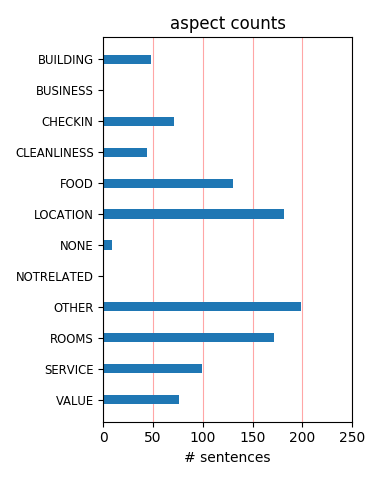 aspect counts
BUILDING
BUSINESS
CHECKIN
CLEANLINESS
FOOD
LOCATION
NONE
NOTRELATED
OTHER
ROOMS
SERVICE
VALUE
0 50 100 150 200 250
# sentences